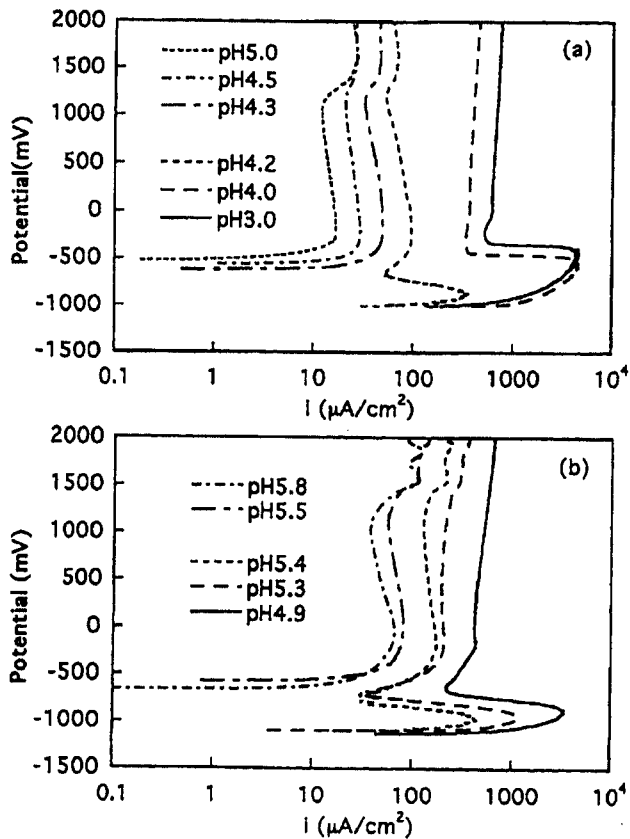 2000
1500
1000
500
0
-500
-1000
-1500
Potential(mV)
(a)
pH5.0
pH4.5
pH4.3
pH4.2
pH4.0
pH3.0
0.1 1 10 100 1000 10⁴
i (μA/cm²)
2000
1500
1000
500
0
-500
-1000
-1500
Potential (mV)
(b)
pH5.8
pH5.5
pH5.4
pH5.3
pH4.9
0.1 1 10 100 1000 10⁴
i (μA/cm²)